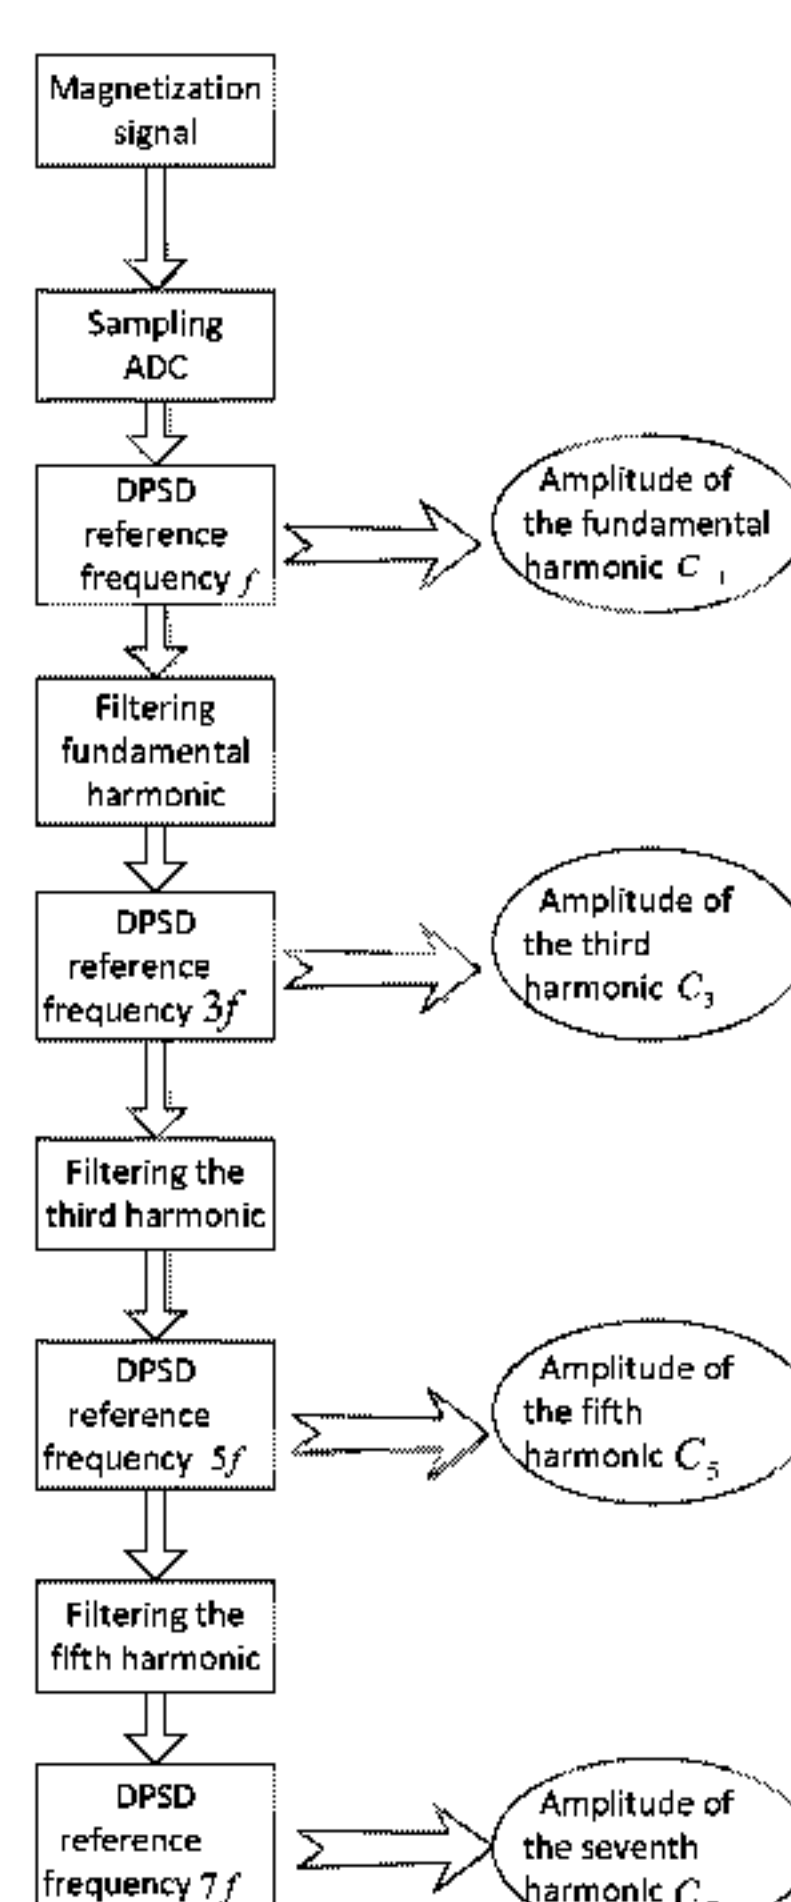 Magnetization
signal
Sampling
ADC
DPSD
reference
frequency f
Amplitude of
the fundamental
harmonic C 1
Filtering
fundamental
harmonic
DPSD
reference
frequency 3f
Amplitude of
the third
harmonic C3
Filtering the
third harmonic
DPSD
reference
frequency 5f
Amplitude of
the fifth
harmonic C5
Filtering the
fifth harmonic
DPSD
reference
frequency 7f
Amplitude of
the seventh
harmonic C